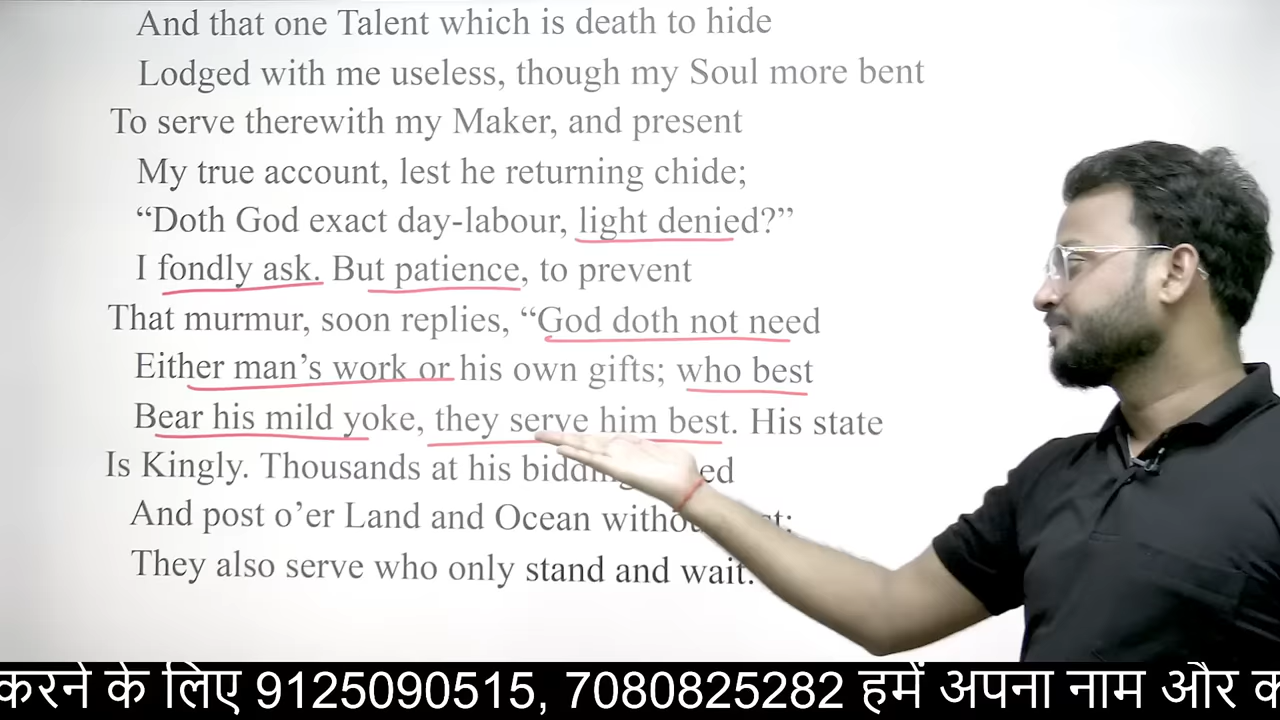 And that one Talent which is death to hide
Lodged with me useless, though my Soul more bent
To serve therewith my Maker, and present
My true account, lest he returning chide;
“Doth God exact day-labour, light denied?”
I fondly ask. But patience, to prevent
That murmur, soon replies, “God doth not need
Either man’s work or his own gifts; who best
Bear his mild yoke, they serve him best. His state
Is Kingly. Thousands at his
And post o’er Land and Ocean
They also serve who only stand and wait.
करने के लिए 9125090515, 7080825282 हमें अपना नाम और